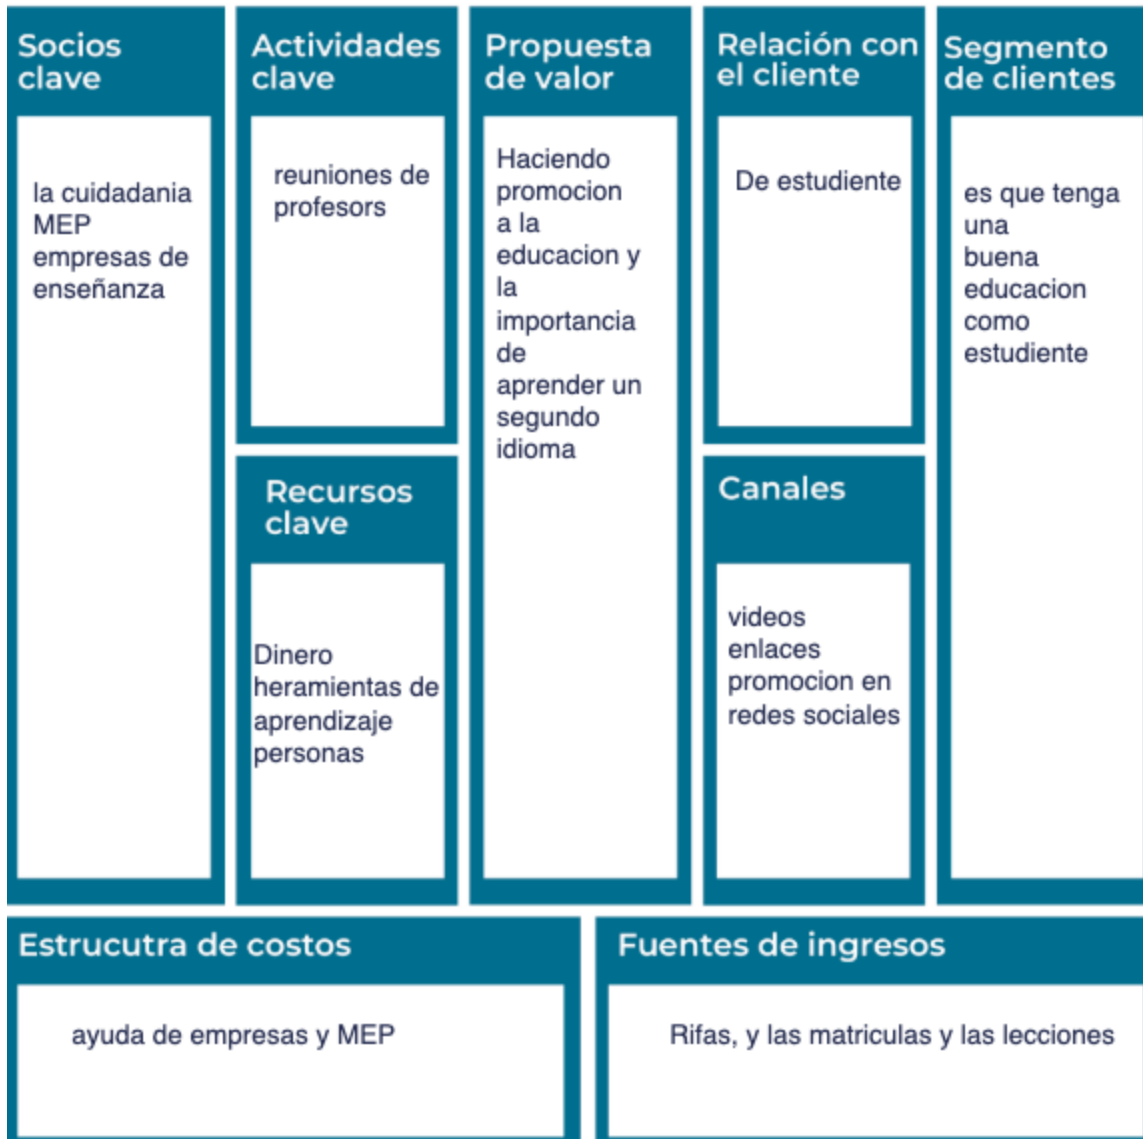 Socios
clave
la cuidadania
MEP
empresas de
enseñanza
Actividades
clave
reuniones de
profesors
Recursos
clave
Dinero
heramientas de
aprendizaje
personas
Propuesta
de valor
Haciendo
promocion
a la
educacion y
la
importancia
de
aprender un
segundo
idioma
Relación con
el cliente
De estudiante
Canales
videos
enlaces
promocion en
redes sociales
Segmento
de clientes
es que tenga
una
buena
educacion
como
estudiante
Estrucutra de costos
ayuda de empresas y MEP
Fuentes de ingresos
Rifas, y las matriculas y las lecciones